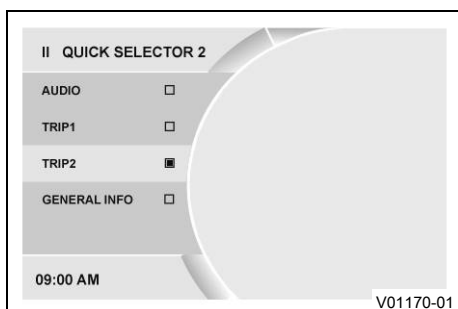 II QUICK SELECTOR 2
AUDIO
TRIP1
TRIP2
GENERAL INFO
09:00 AM
V01170-01